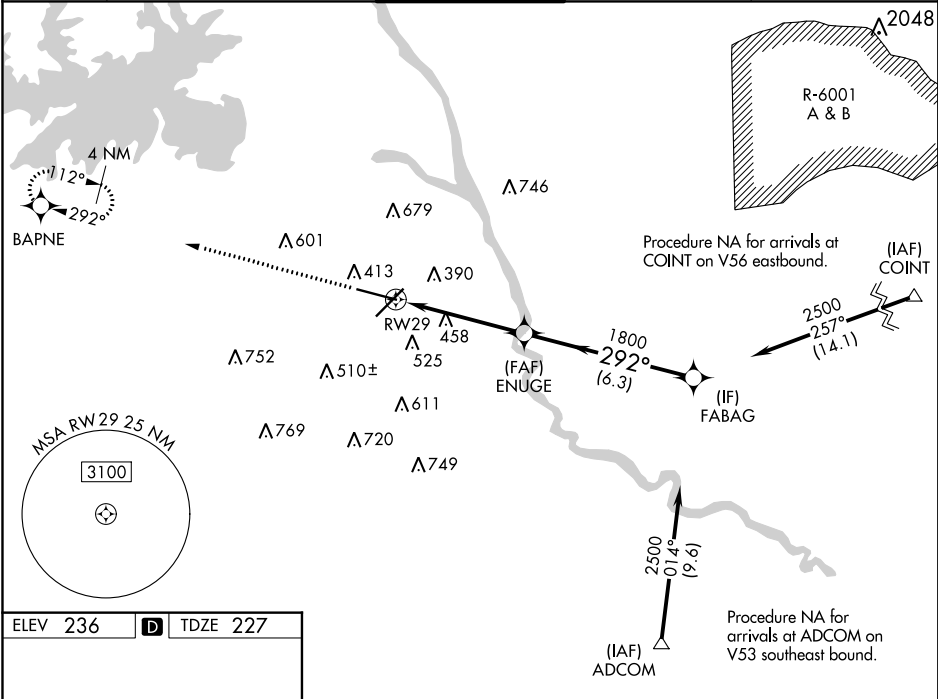 2048
R-6001
A & B
4 NM
112°
292°
BAPNE
746
679
601
413
390
Procedure NA for arrivals at
COINT on V56 eastbound.
(IAF)
COINT
2500
257°
(14.1)
RW29
458
525
(FAF)
ENUGE
1800
292°
(6.3)
(IF)
FABAG
752
510±
611
769
720
749
MSA RW29 25 NM
3100
2500
014°
(9.6)
(IAF)
ADCOM
Procedure NA for
arrivals at ADCOM on
V53 southeast bound.
ELEV 236 D TDZE 227